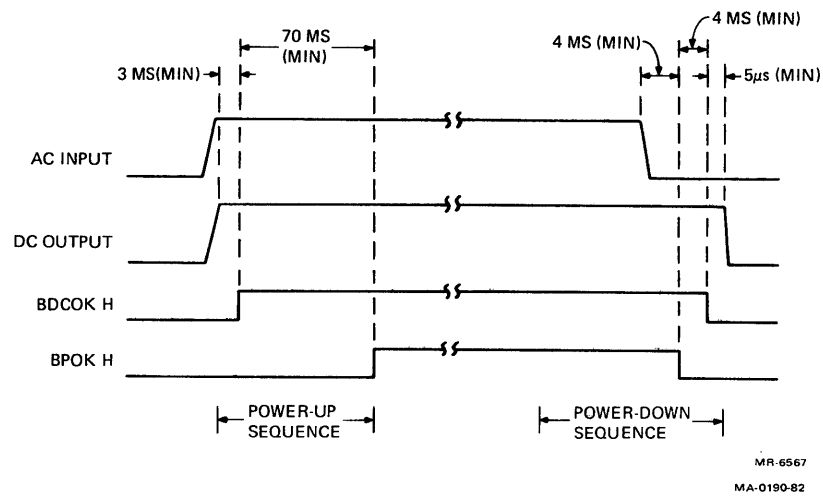 4 MS (MIN)
70 MS
(MIN)
4 MS (MIN)
3 MS(MIN)
5µs (MIN)
AC INPUT
DC OUTPUT
BDCOK H
BPOK H
POWER-UP
SEQUENCE
POWER-DOWN
SEQUENCE
MR-6567
MA-0190-82